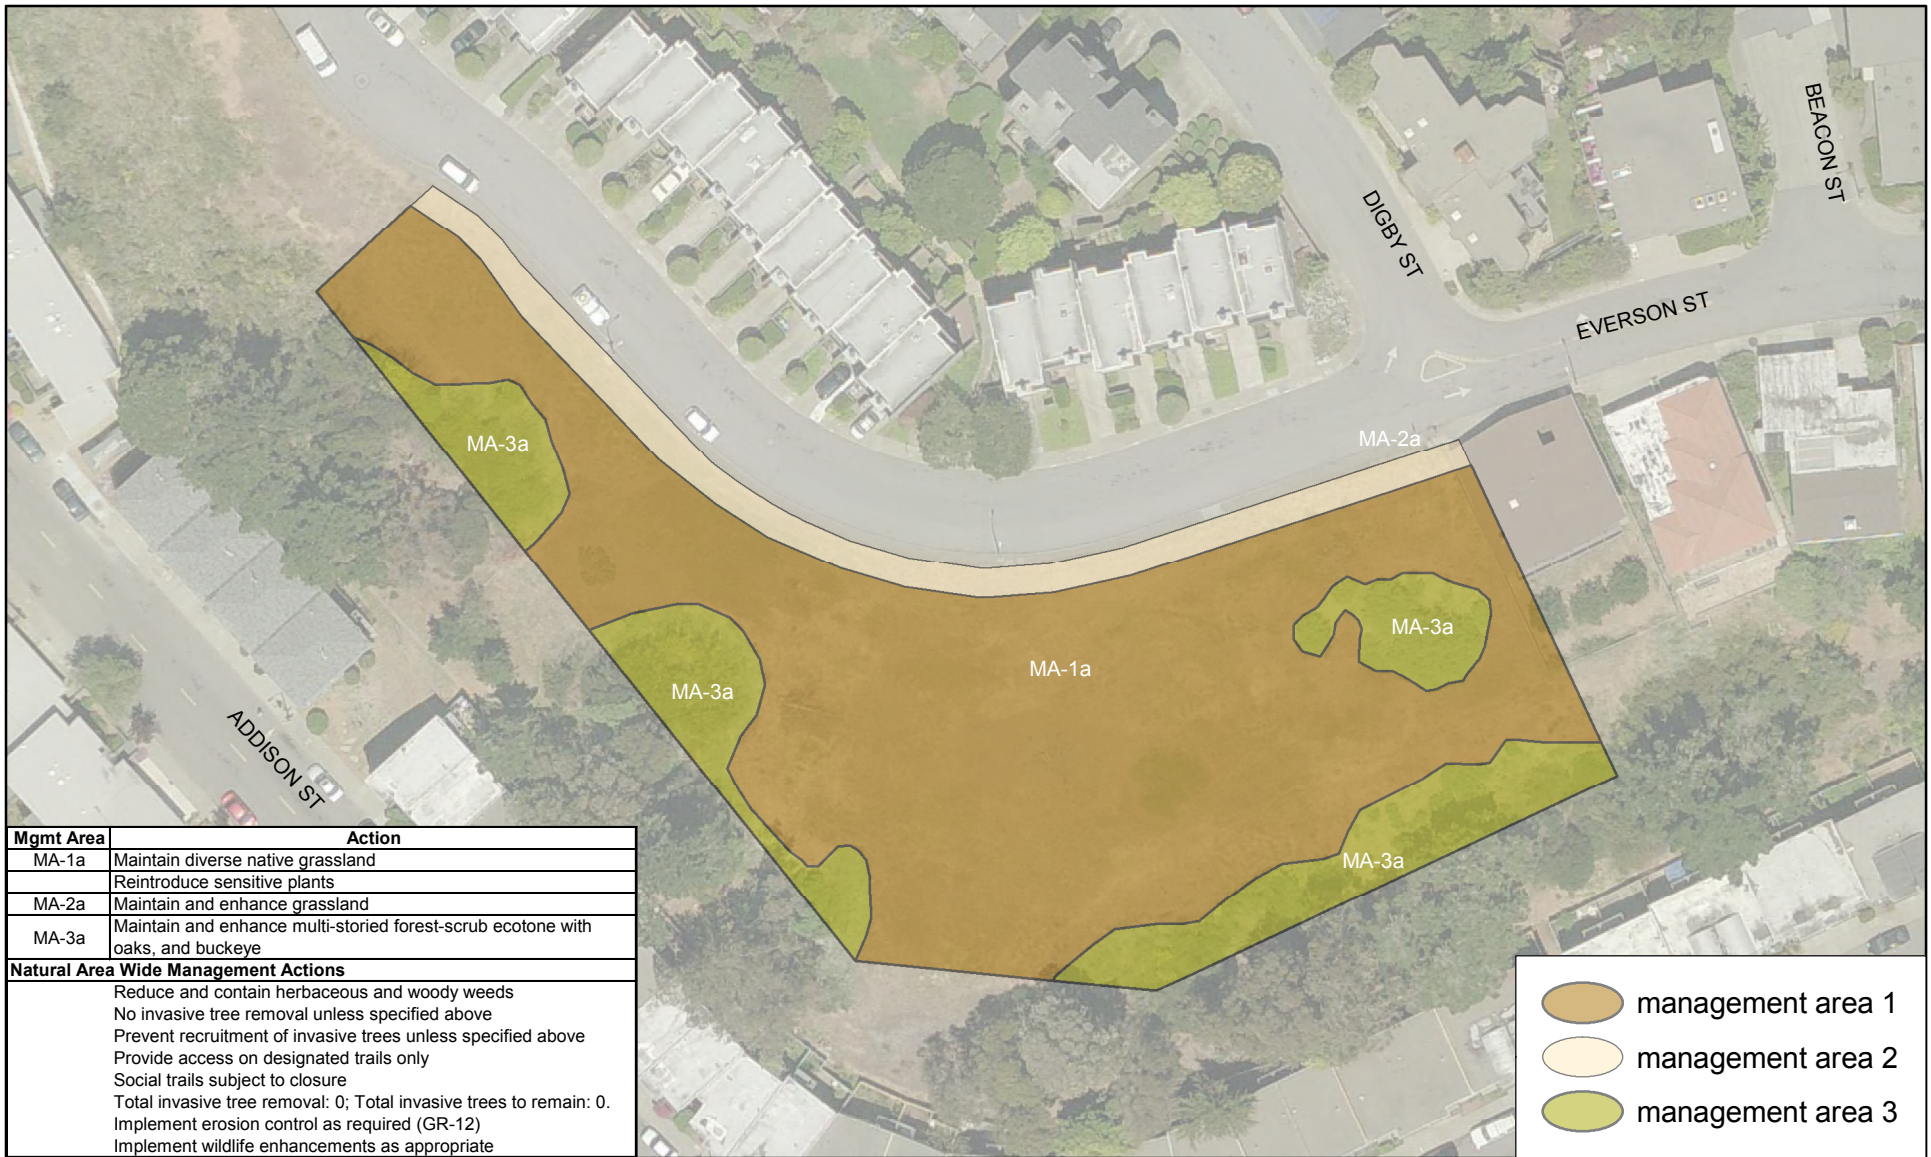 BEACON ST
DIGBY ST
EVERSON ST
MA-2a
MA-3a
MA-3a
MA-1a
MA-3a
ADDISON ST
MA-3a
Mgmt Area Action
MA-1a Maintain diverse native grassland
Reintroduce sensitive plants
MA-2a Maintain and enhance grassland
MA-3a Maintain and enhance multi-storied forest-scrub ecotone with
oaks, and buckeye
Natural Area Wide Management Actions
Reduce and contain herbaceous and woody weeds
No invasive tree removal unless specified above
Prevent recruitment of invasive trees unless specified above
Provide access on designated trails only
Social trails subject to closure
Total invasive tree removal: 0; Total invasive trees to remain: 0.
Implement erosion control as required (GR-12)
Implement wildlife enhancements as appropriate
management area 1
management area 2
management area 3